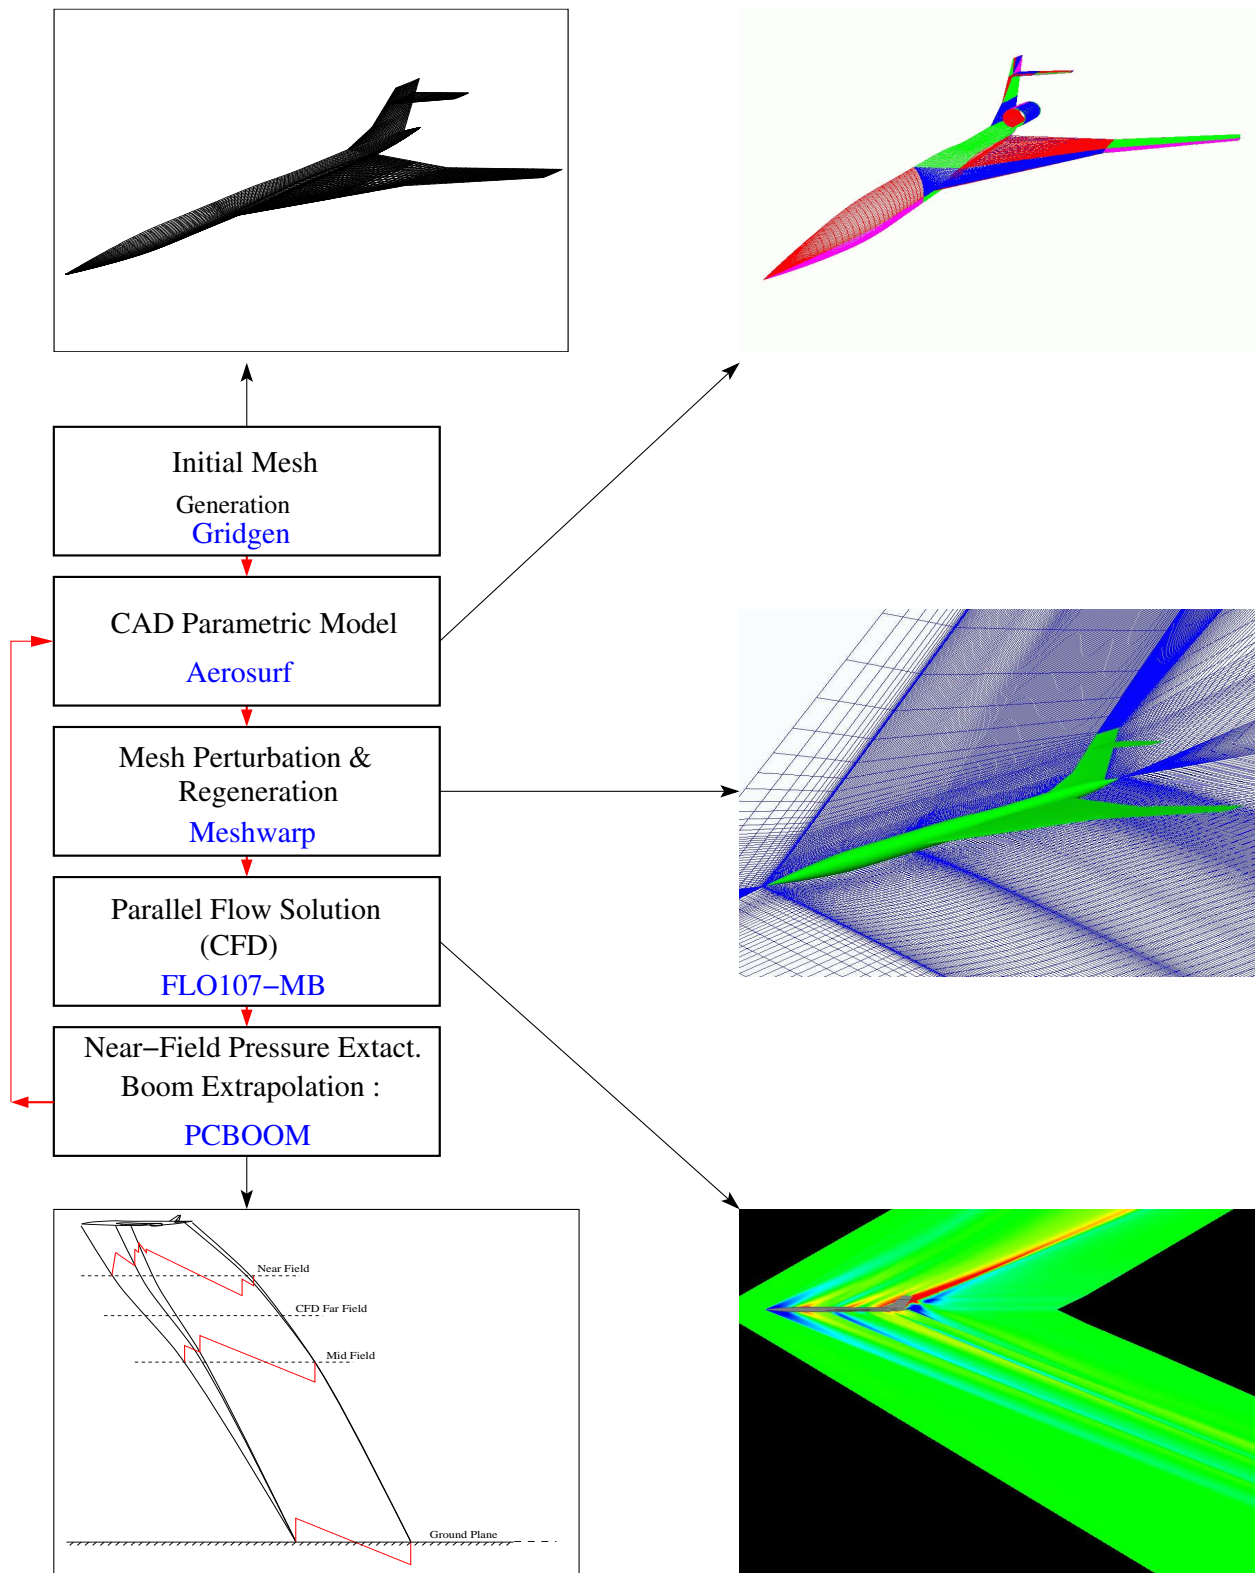 Initial Mesh
Generation
Gridgen
CAD Parametric Model
Aerosurf
Mesh Perturbation &
Regeneration
Meshwarp
Parallel Flow Solution
(CFD)
FLO107−MB
Near−Field Pressure Extact.
Boom Extrapolation :
PCBOOM
Near Field
CFD Far Field
Mid Field
Ground Plane